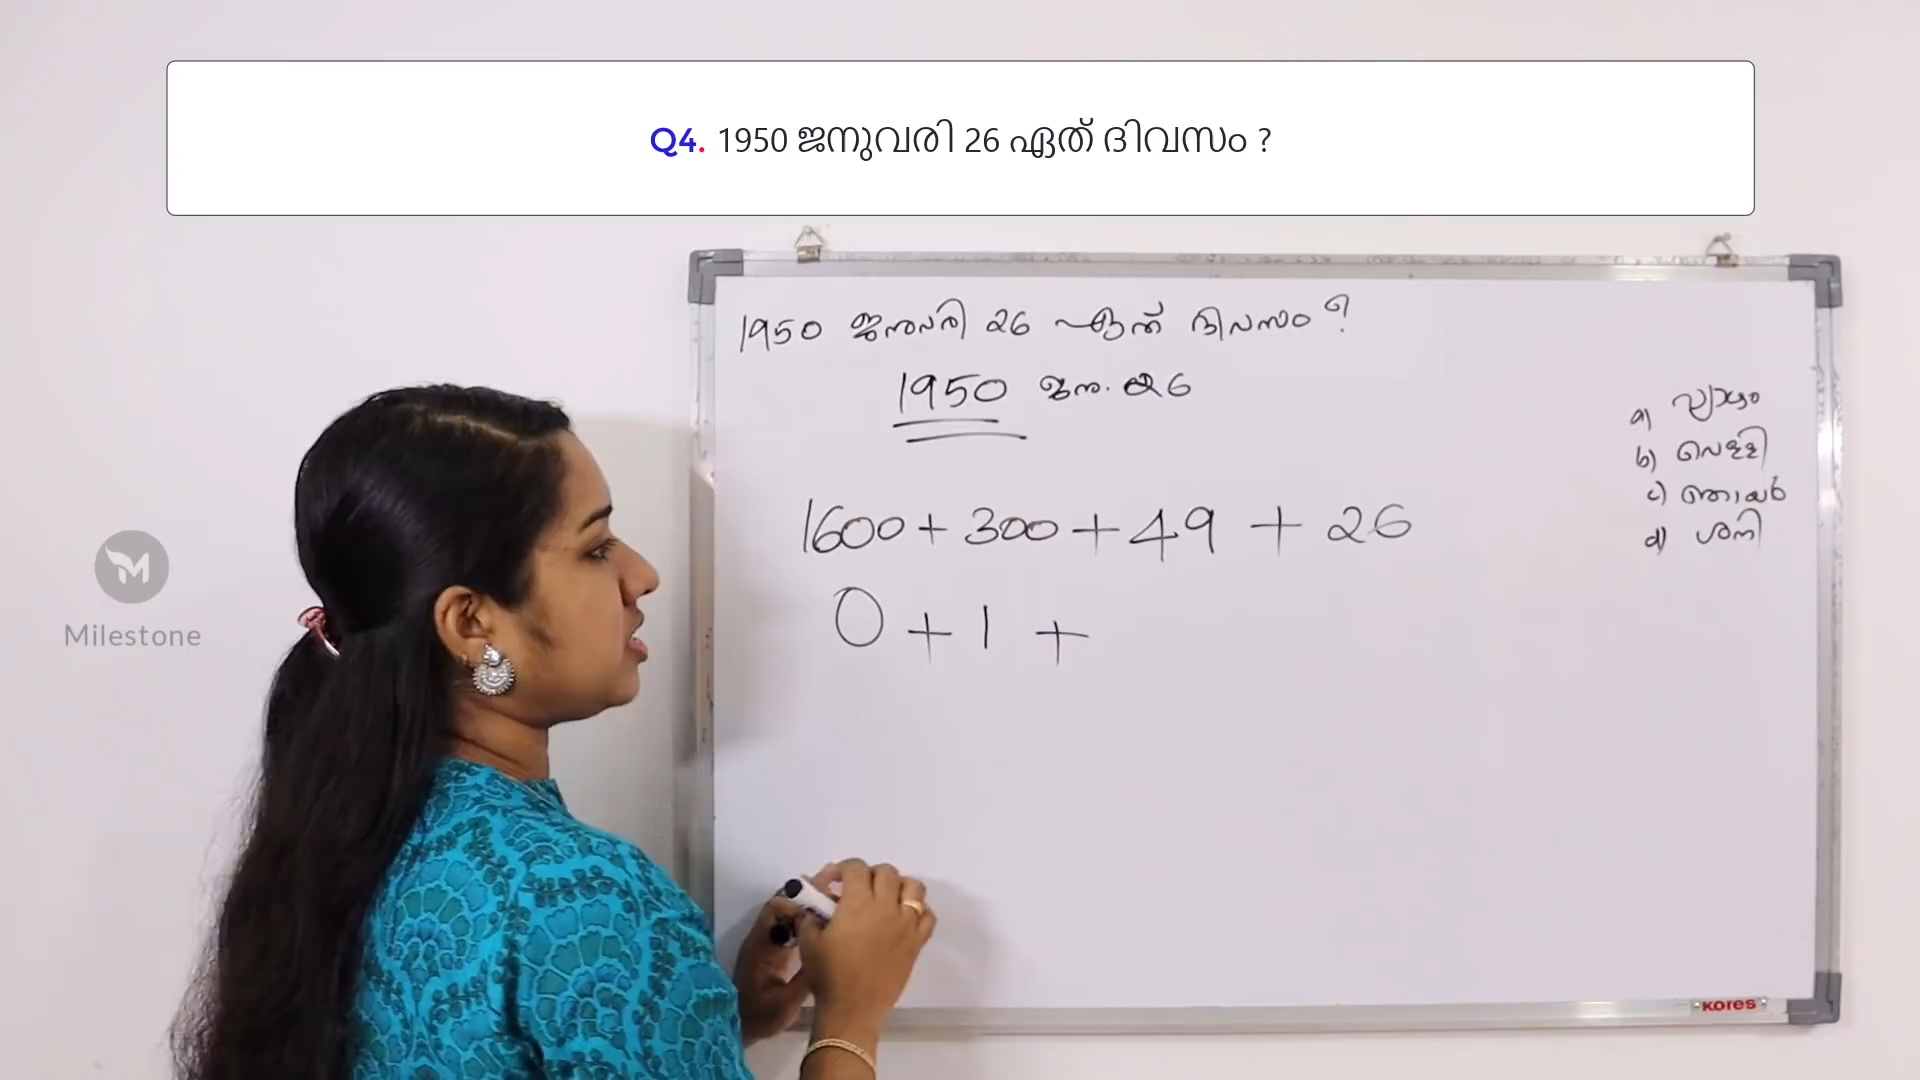 Q4. 1950 ജനുവരി 26 ഏത് ദിവസം ?
1950 ജനുവരി 26 ഏത് ദിവസം ?
1950 ജനു. 26
a) വ്യാഴം
b) വെള്ളി
c) ഞായർ
d) ശനി
1600 + 300 + 49 + 26
0 + 1 +
M
Milestone
KORES